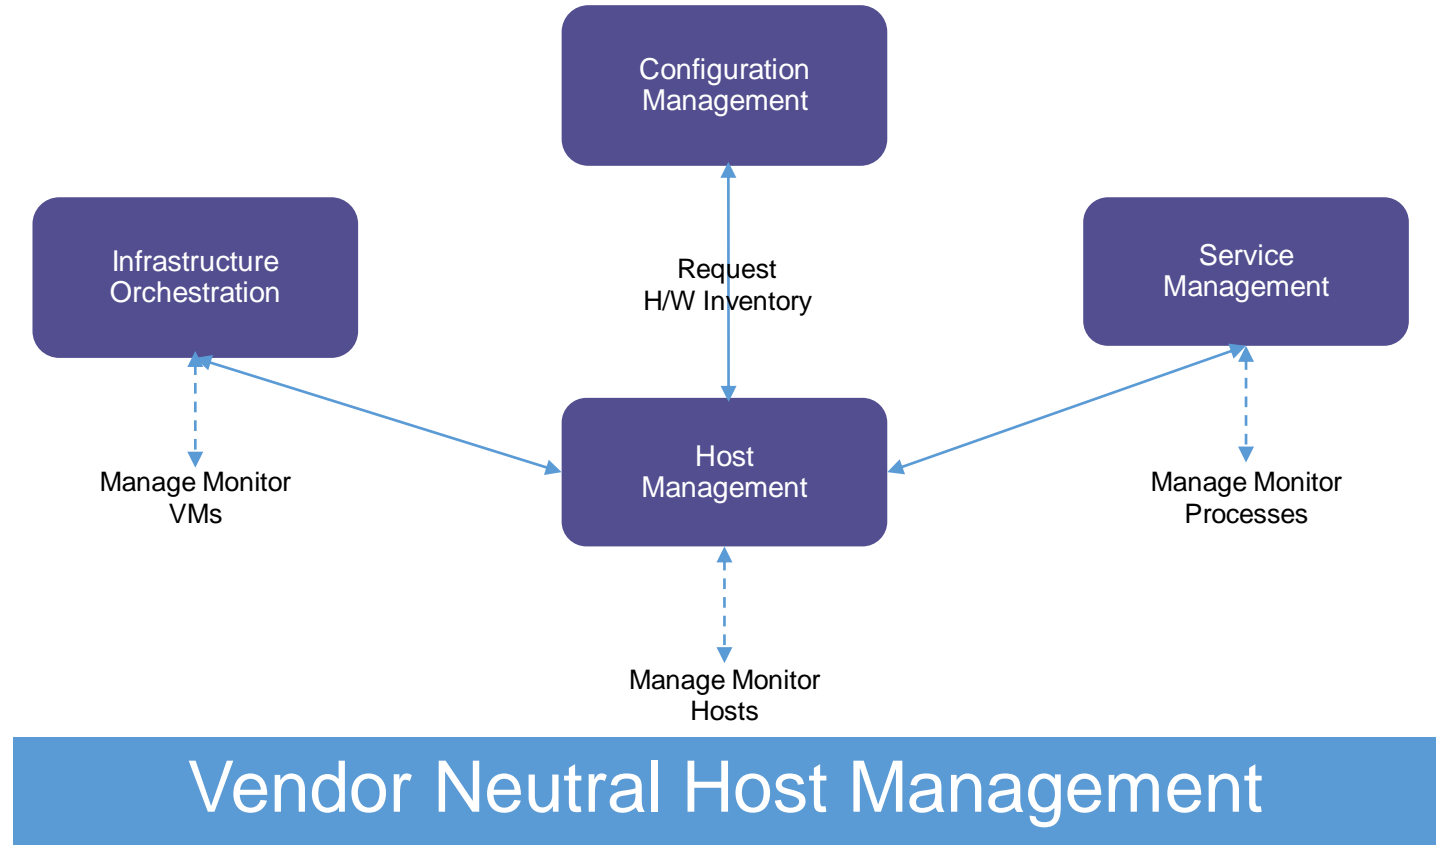 Configuration
Management
Infrastructure
Orchestration
Request
H/W Inventory
Service
Management
Host
Management
Manage Monitor
VMs
Manage Monitor
Processes
Manage Monitor
Hosts
Vendor Neutral Host Management